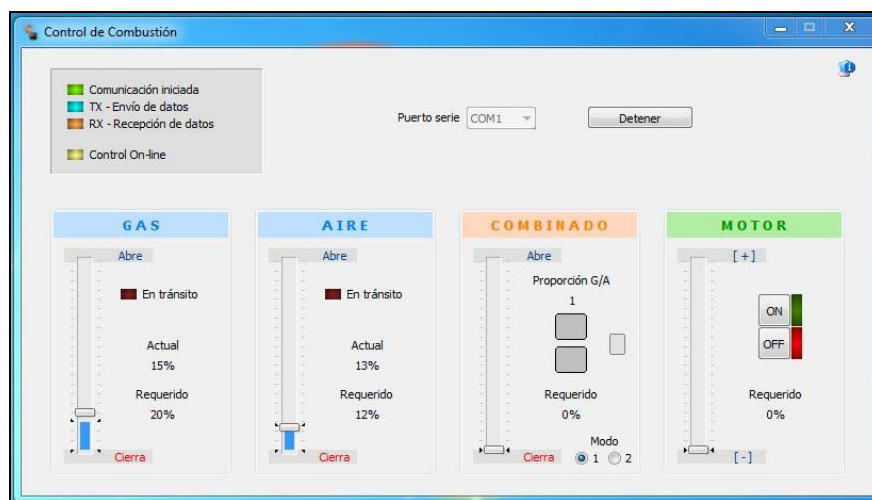 Control de Combustión
Comunicación iniciada
TX - Envío de datos
RX - Recepción de datos
Control On-line
Puerto serie COM1 Detener
GAS
Abre
En tránsito
Actual
15%
Requerido
20%
Cierra
AIRE
Abre
En tránsito
Actual
13%
Requerido
12%
Cierra
COMBINADO
Abre
Proporción G/A
1
Requerido
0%
Modo
Cierra 1 2
MOTOR
[+]
ON
OFF
Requerido
0%
[-]